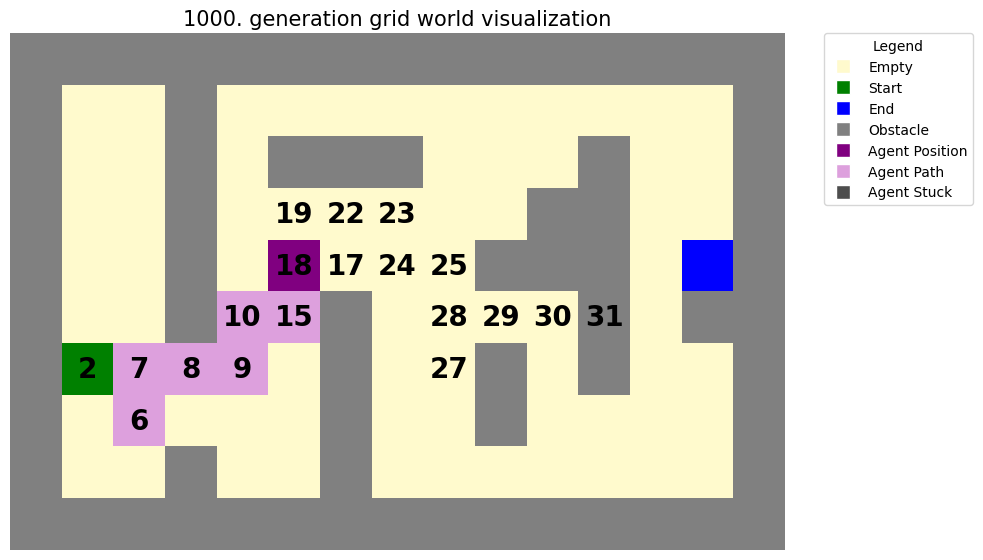 1000. generation grid world visualization
Legend
Empty
Start
End
Obstacle
Agent Position
Agent Path
Agent Stuck
19 22 23
18 17 24 25
10 15 28 29 30 31
2 7 8 9 27
6